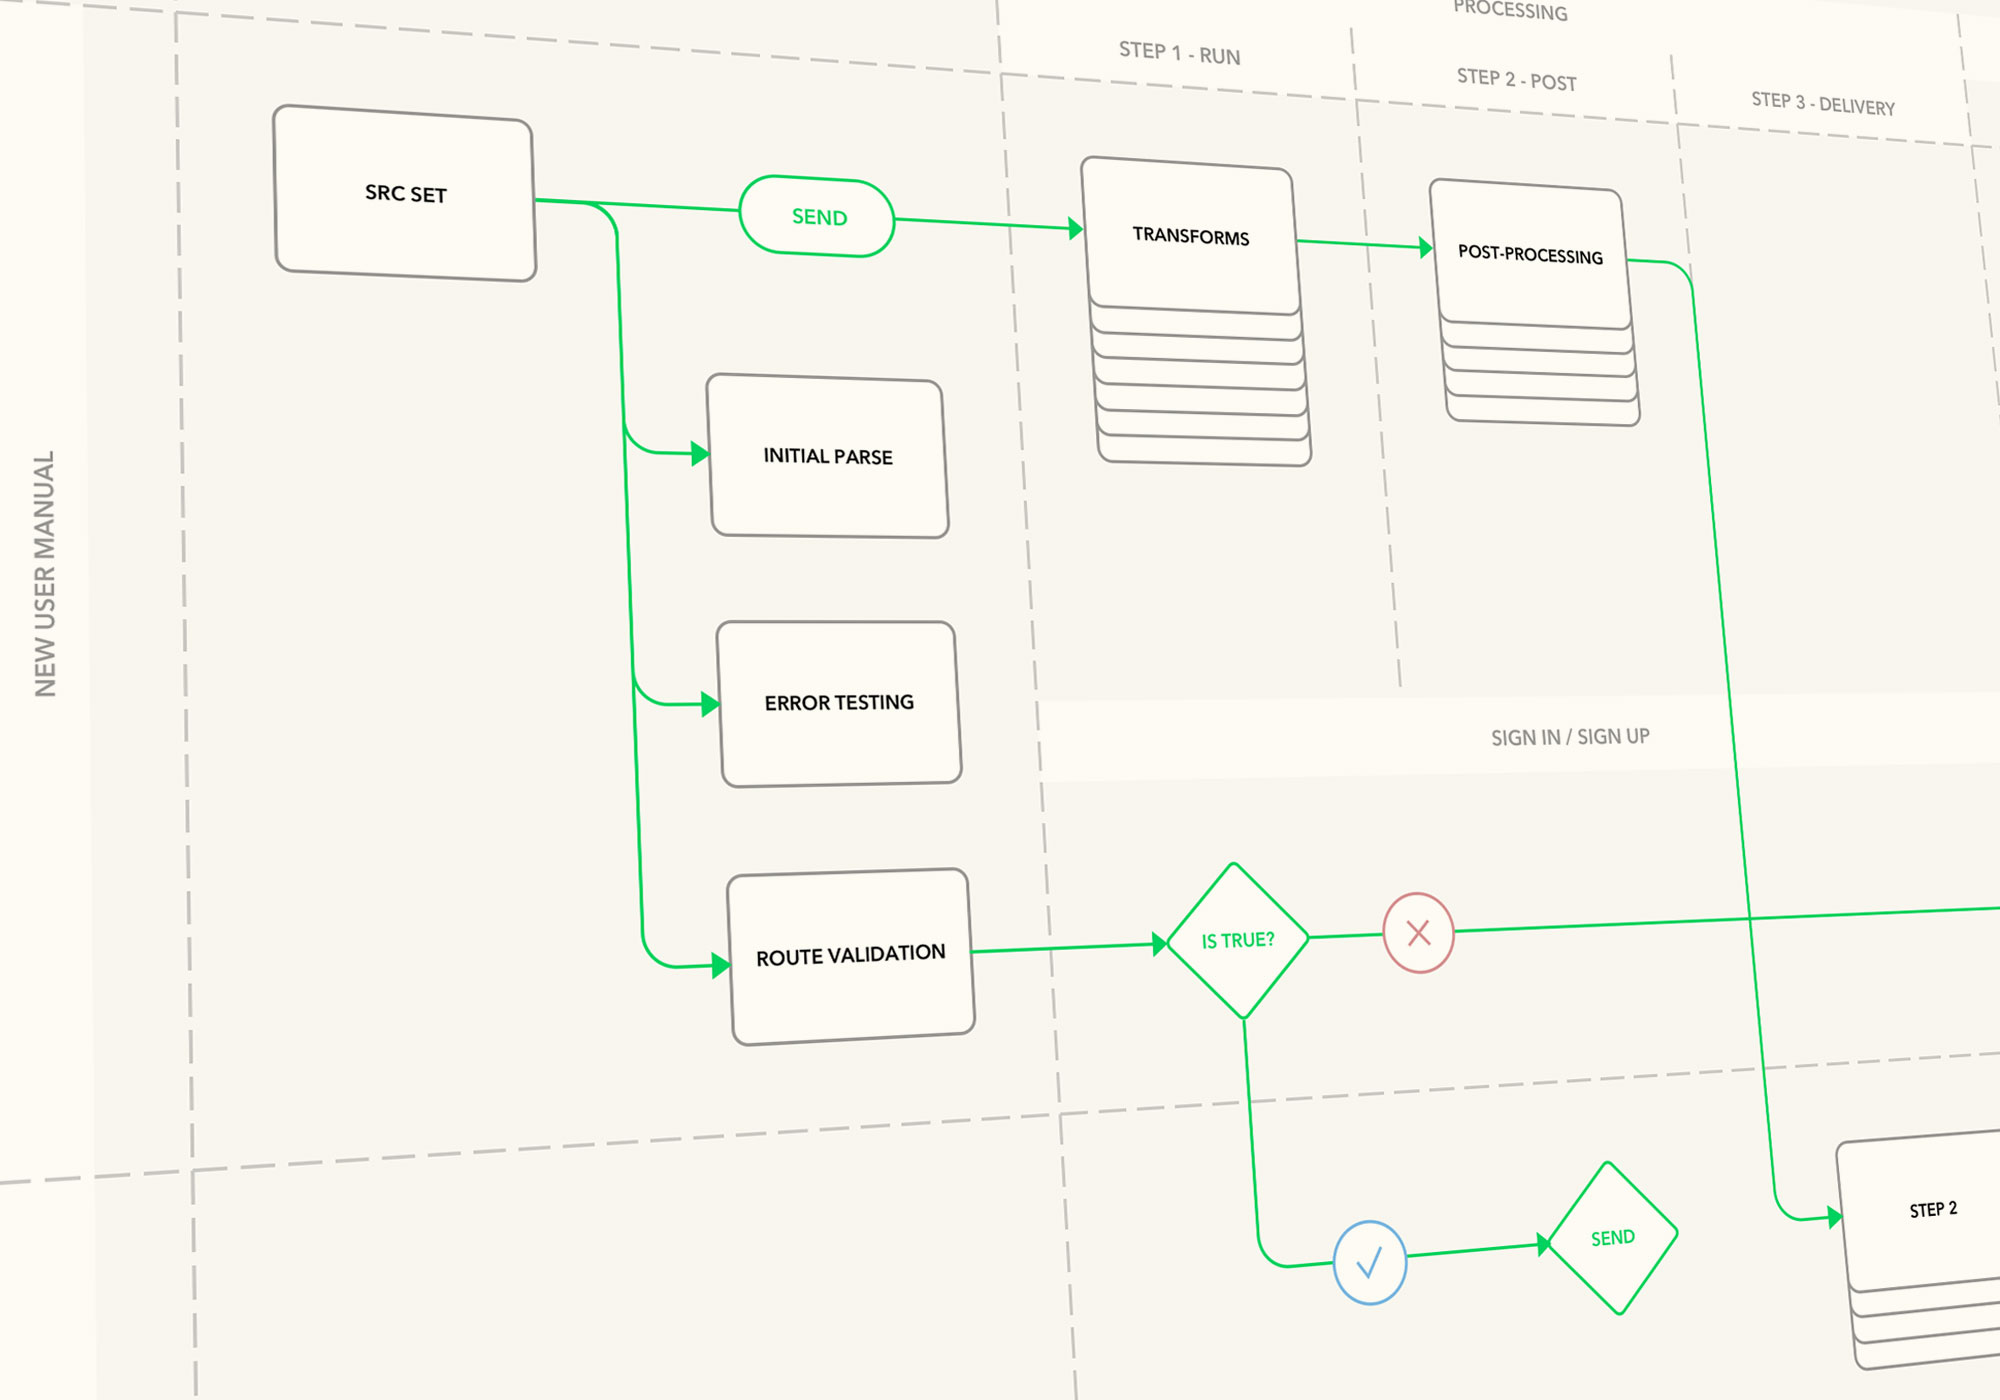 PROCESSING
STEP 1 - RUN
STEP 2 - POST
STEP 3 - DELIVERY
SRC SET
SEND
TRANSFORMS
POST-PROCESSING
INITIAL PARSE
NEW USER MANUAL
ERROR TESTING
SIGN IN / SIGN UP
ROUTE VALIDATION
IS TRUE?
SEND
STEP 2